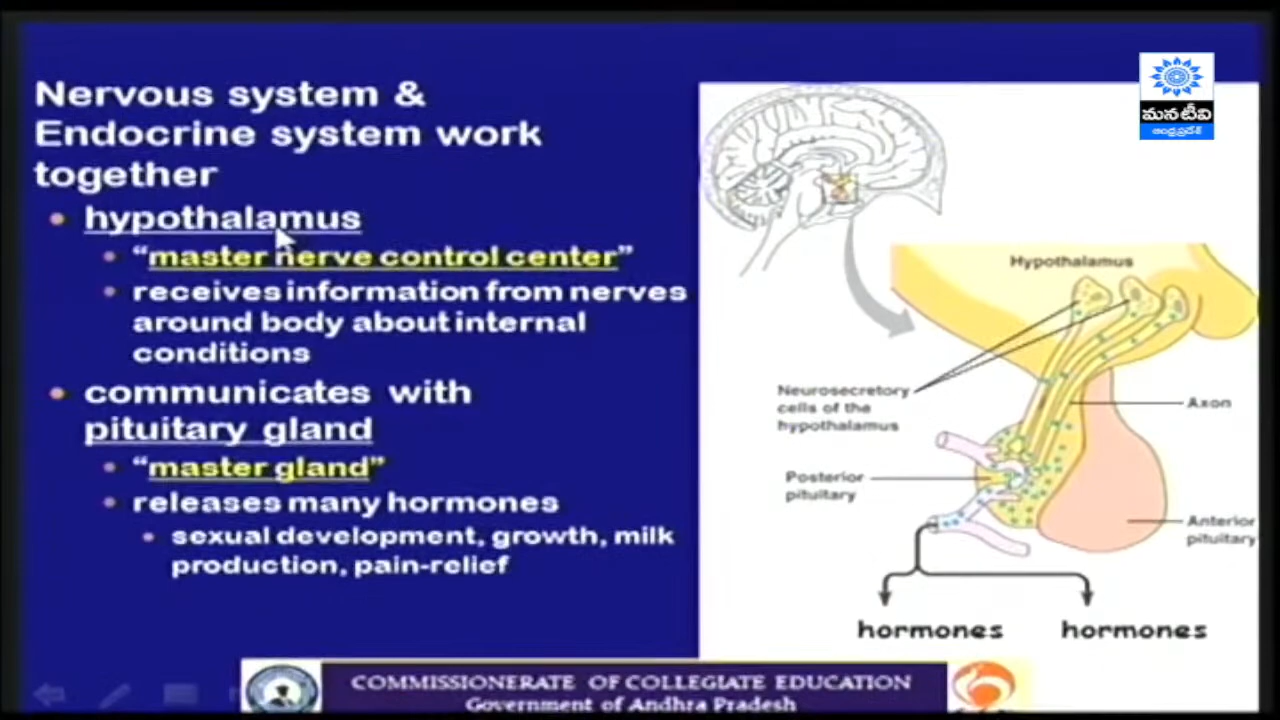 Nervous system &
Endocrine system work
together
hypothalamus
"master nerve control center"
receives information from nerves
around body about internal
conditions
communicates with
pituitary gland
"master gland"
releases many hormones
sexual development, growth, milk
production, pain-relief
మనటీవి
ఆంధ్రప్రదేశ్
Hypothalamus
Neurosecretory
cells of the
hypothalamus
Axon
Posterior
pituitary
Anterior
pituitary
hormones
hormones
COMMISSIONERATE OF COLLEGIATE EDUCATION
Government of Andhra Pradesh